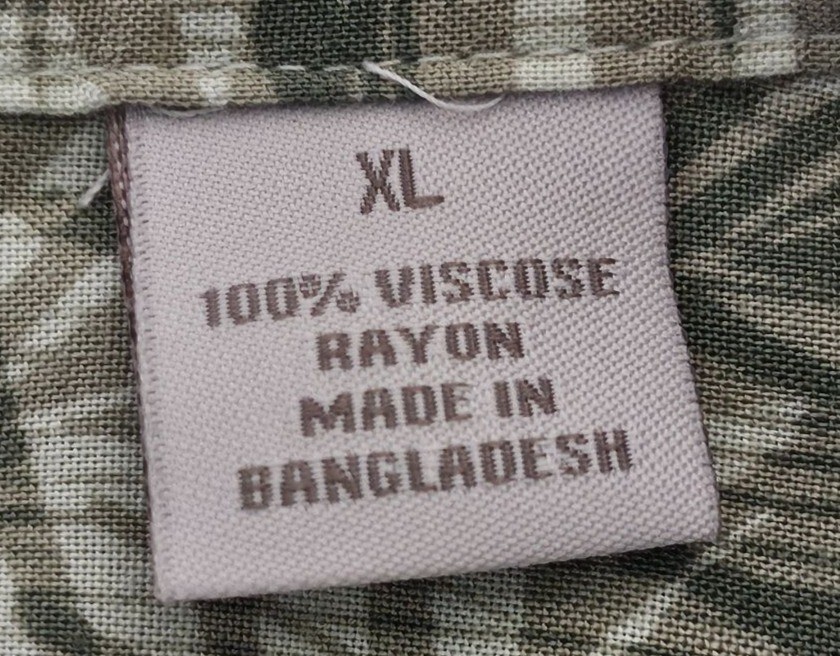 XL
100% VISCOSE
RAYON
MADE IN
BANGLADESH